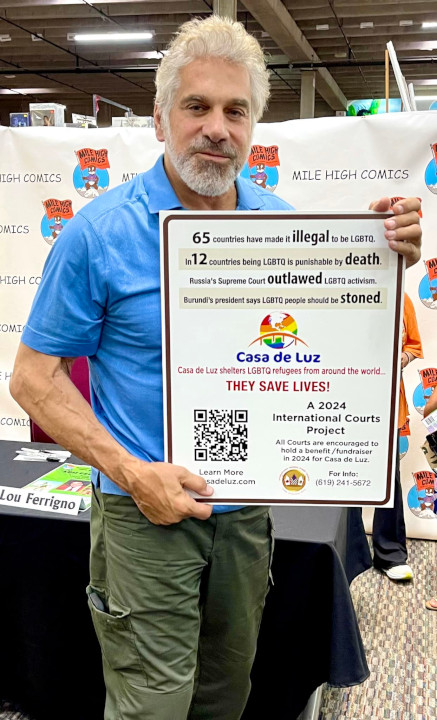 MILE HIGH COMICS
HIGH COMICS
MILE HIGH COMICS
65 countries have made it illegal to be LGBTQ.
In 12 countries being LGBTQ is punishable by death.
Russia's Supreme Court outlawed LGBTQ activism.
Burundi's president says LGBTQ people should be stoned.
Casa de Luz
Casa de Luz shelters LGBTQ refugees from around the world...
THEY SAVE LIVES!
A 2024
International Courts
Project
All Courts are encouraged to
hold a benefit/fundraiser
in 2024 for Casa de Luz.
Learn More
sadeluz.com
For Info:
(619) 241-5672
Lou Ferrigno